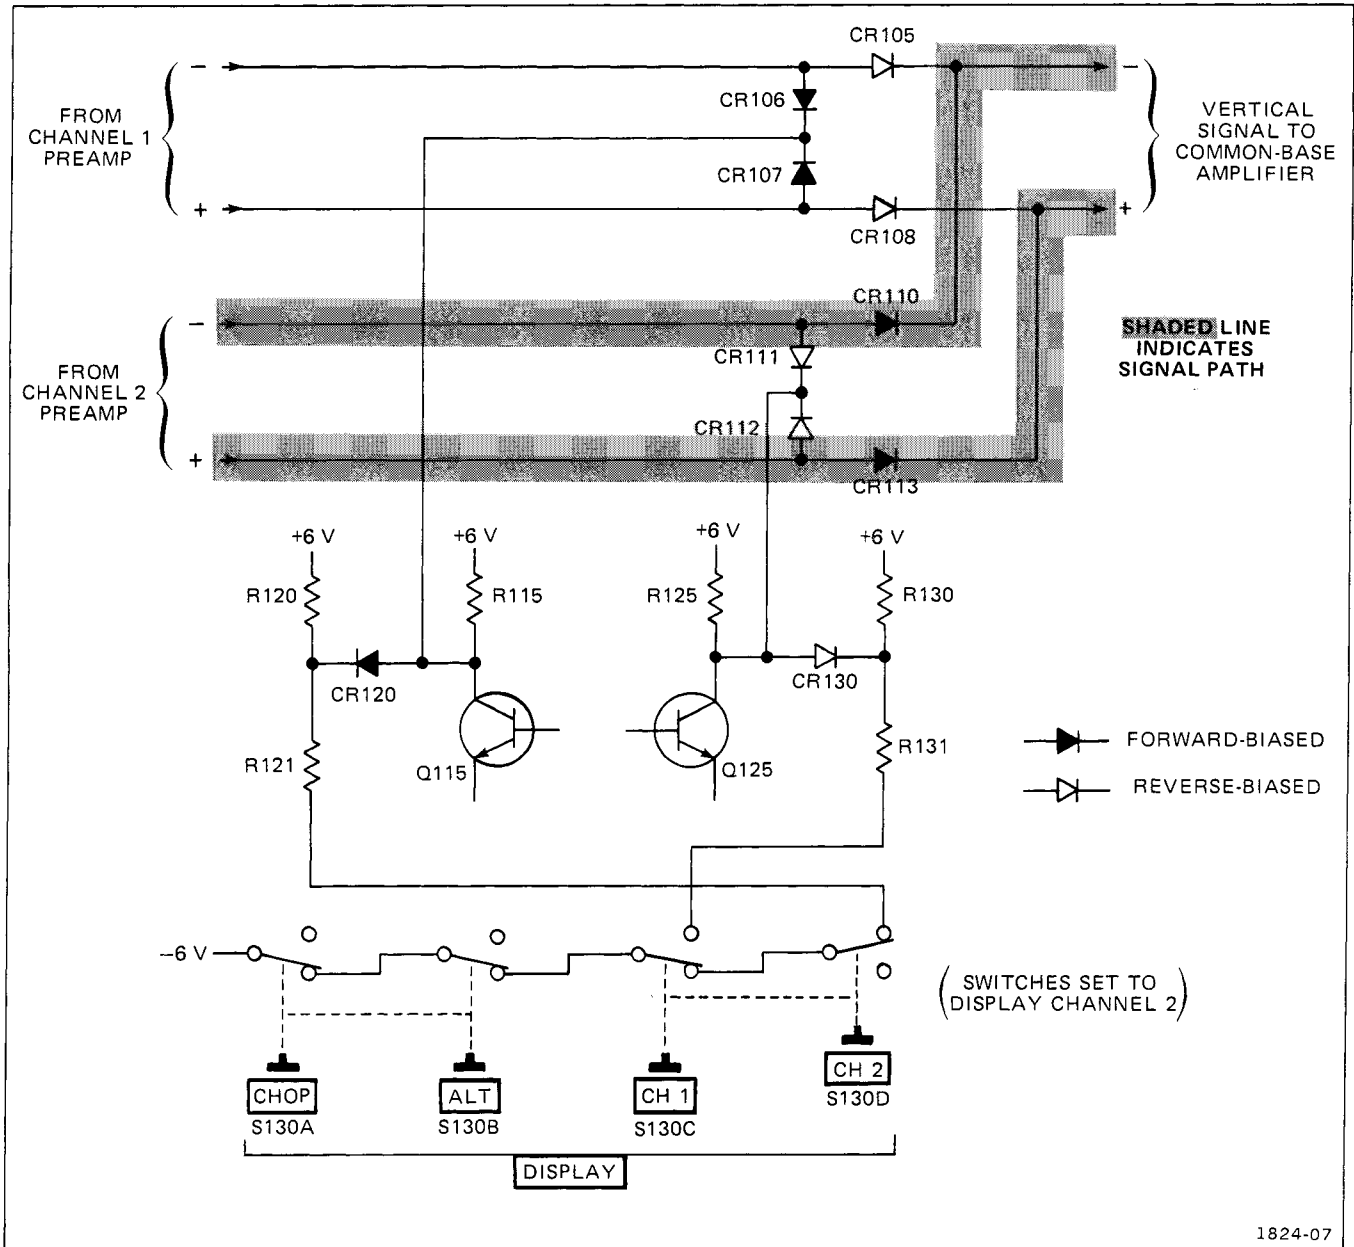 CR105
−
−
FROM
CHANNEL 1
PREAMP
CR106
VERTICAL
SIGNAL TO
COMMON-BASE
AMPLIFIER
CR107
+
+
CR108
CR110
−
SHADED LINE
INDICATES
SIGNAL PATH
FROM
CHANNEL 2
PREAMP
CR111
CR112
+
CR113
+6 V
+6 V
+6 V
+6 V
R120
R115
R125
R130
CR120
CR130
R121
Q115
Q125
R131
FORWARD-BIASED
REVERSE-BIASED
−6 V
(SWITCHES SET TO
DISPLAY CHANNEL 2)
CHOP
ALT
CH 1
CH 2
S130A
S130B
S130C
S130D
DISPLAY
1824-07